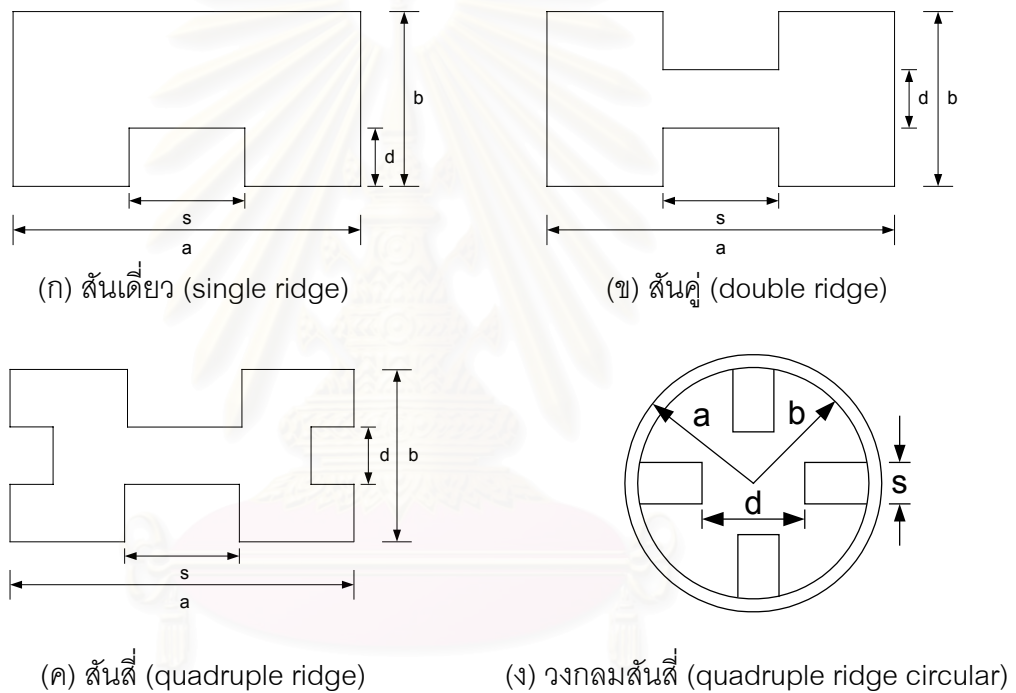 b
d
s
a
(ก) สันเดี่ยว (single ridge)
d
b
s
a
(ข) สันคู่ (double ridge)
d
b
s
a
(ค) สันสี่ (quadruple ridge)
a
b
s
d
(ง) วงกลมสันสี่ (quadruple ridge circular)